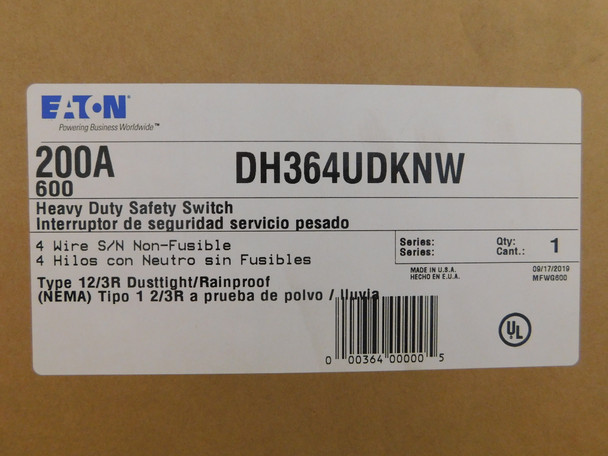 EATON
Powering Business Worldwide™
200A
600
DH364UDKNW
Heavy Duty Safety Switch
Interruptor de seguridad servicio pesado
4 Wire S/N Non-Fusible
4 Hilos con Neutro sin Fusibles
Series:
Series:
Qty:
Cant.:
1
Type 12/3R Dusttight/Rainproof
(NEMA) Tipo 1 2/3R a prueba de polvo / lluvia
MADE IN U.S.A.
HECHO EN E.U.A.
09/17/2019
MFWG600
UL
0 00364 00000 5